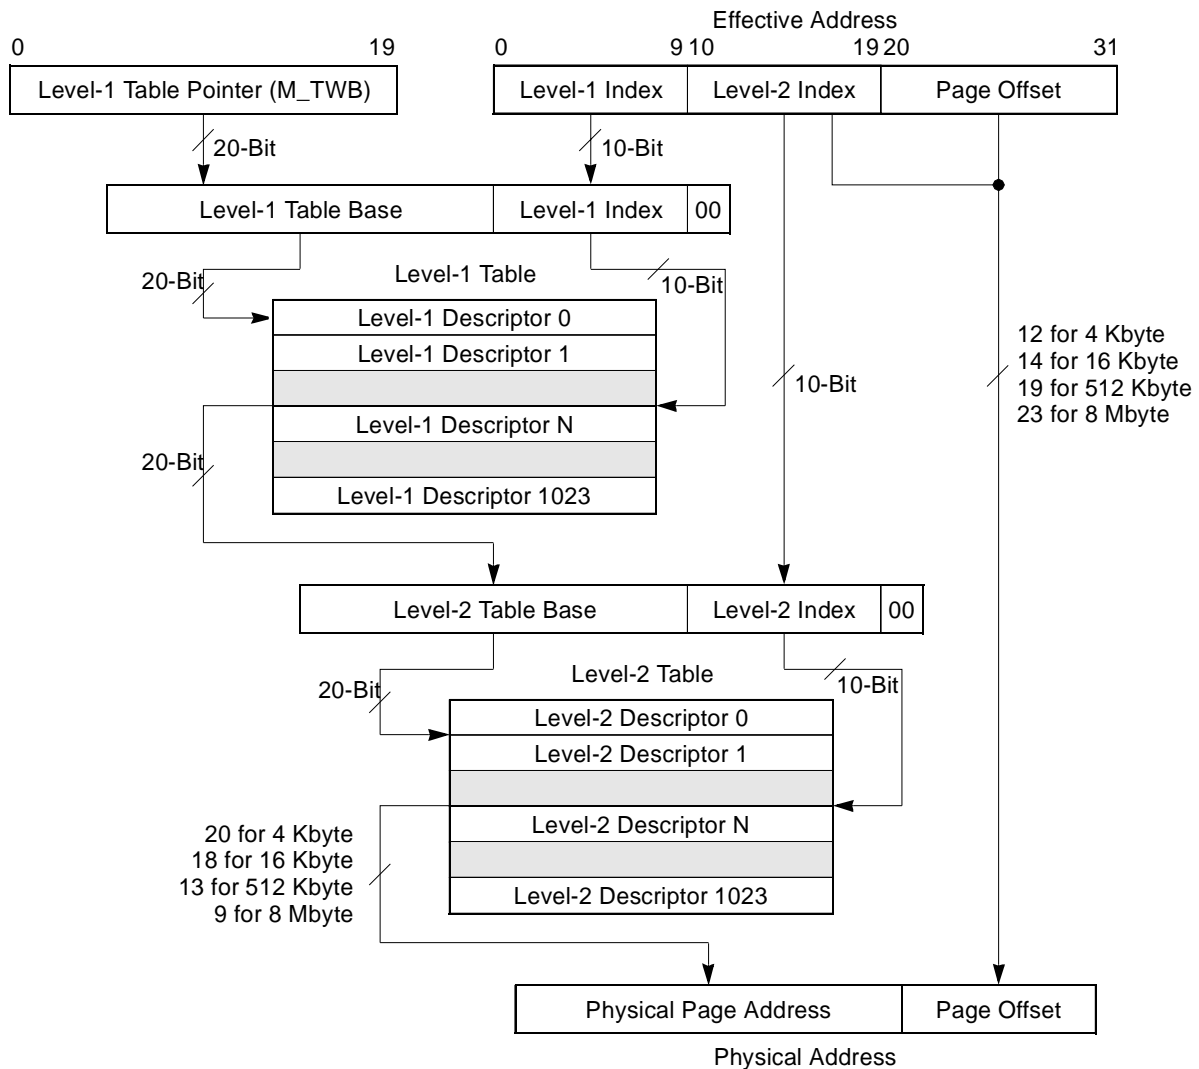 Effective Address
0 19 0 9 10 19 20 31
Level-1 Table Pointer (M_TWB) Level-1 Index Level-2 Index Page Offset
20-Bit 10-Bit
Level-1 Table Base Level-1 Index 00
Level-1 Table
20-Bit 10-Bit
Level-1 Descriptor 0
Level-1 Descriptor 1
Level-1 Descriptor N
Level-1 Descriptor 1023
12 for 4 Kbyte
14 for 16 Kbyte
19 for 512 Kbyte
23 for 8 Mbyte
10-Bit
20-Bit
Level-2 Table Base Level-2 Index 00
Level-2 Table
20-Bit 10-Bit
Level-2 Descriptor 0
Level-2 Descriptor 1
Level-2 Descriptor N
Level-2 Descriptor 1023
20 for 4 Kbyte
18 for 16 Kbyte
13 for 512 Kbyte
9 for 8 Mbyte
Physical Page Address Page Offset
Physical Address